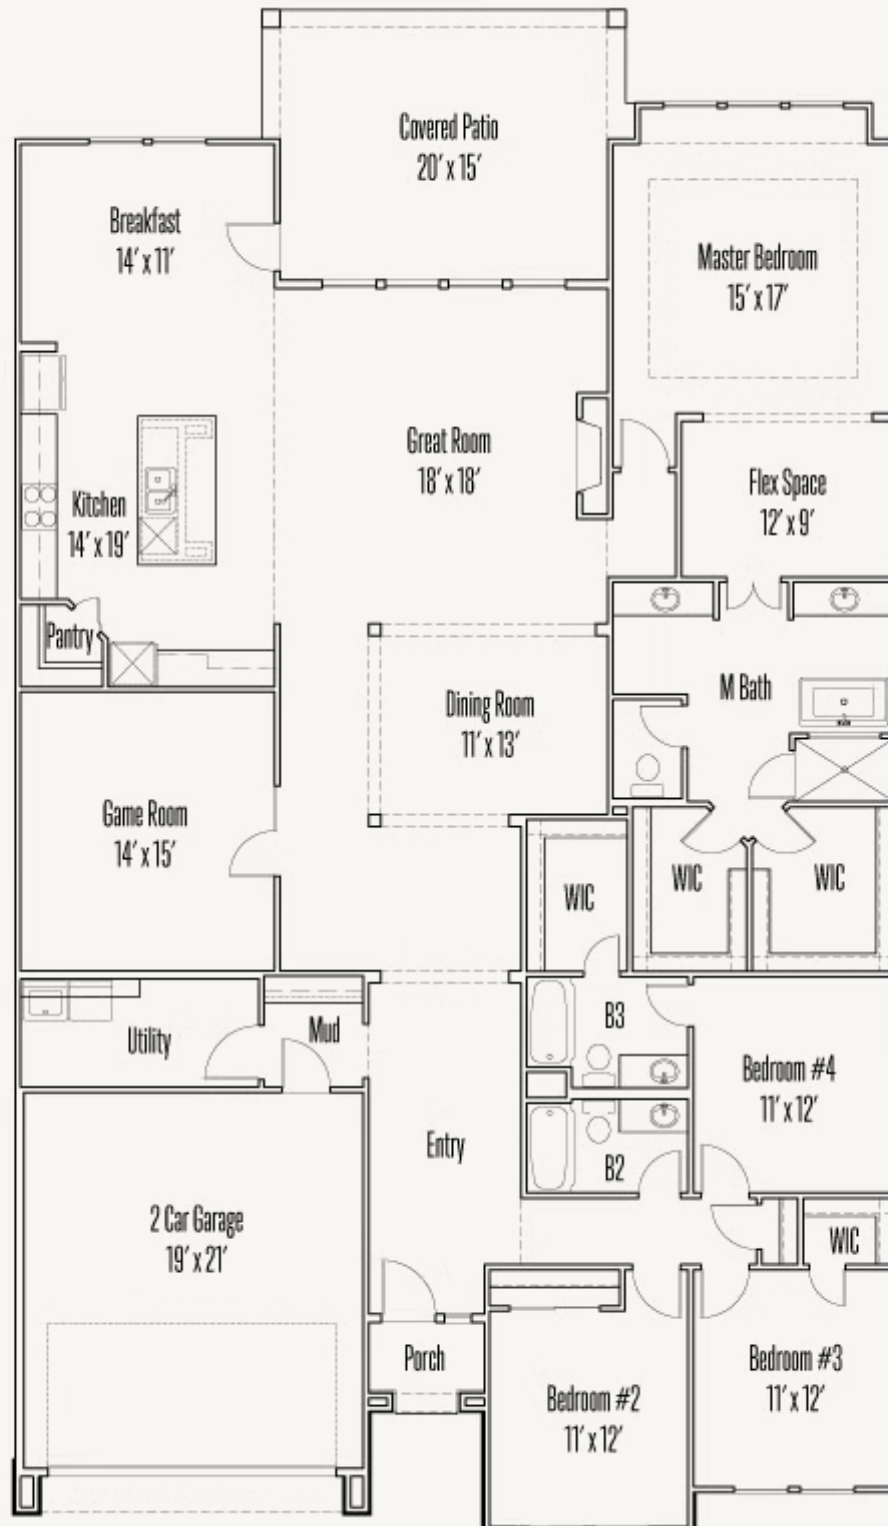 Covered Patio
20' x 15'
Breakfast
14' x 11'
Master Bedroom
15' x 17'
Great Room
18' x 18'
Flex Space
12' x 9'
Kitchen
14' x 19'
Pantry
M Bath
Dining Room
11' x 13'
Game Room
14' x 15'
WIC
WIC
WIC
B3
Mud
Utility
Bedroom #4
11' x 12'
Entry
B2
2 Car Garage
19' x 21'
WIC
Porch
Bedroom #3
11' x 12'
Bedroom #2
11' x 12'